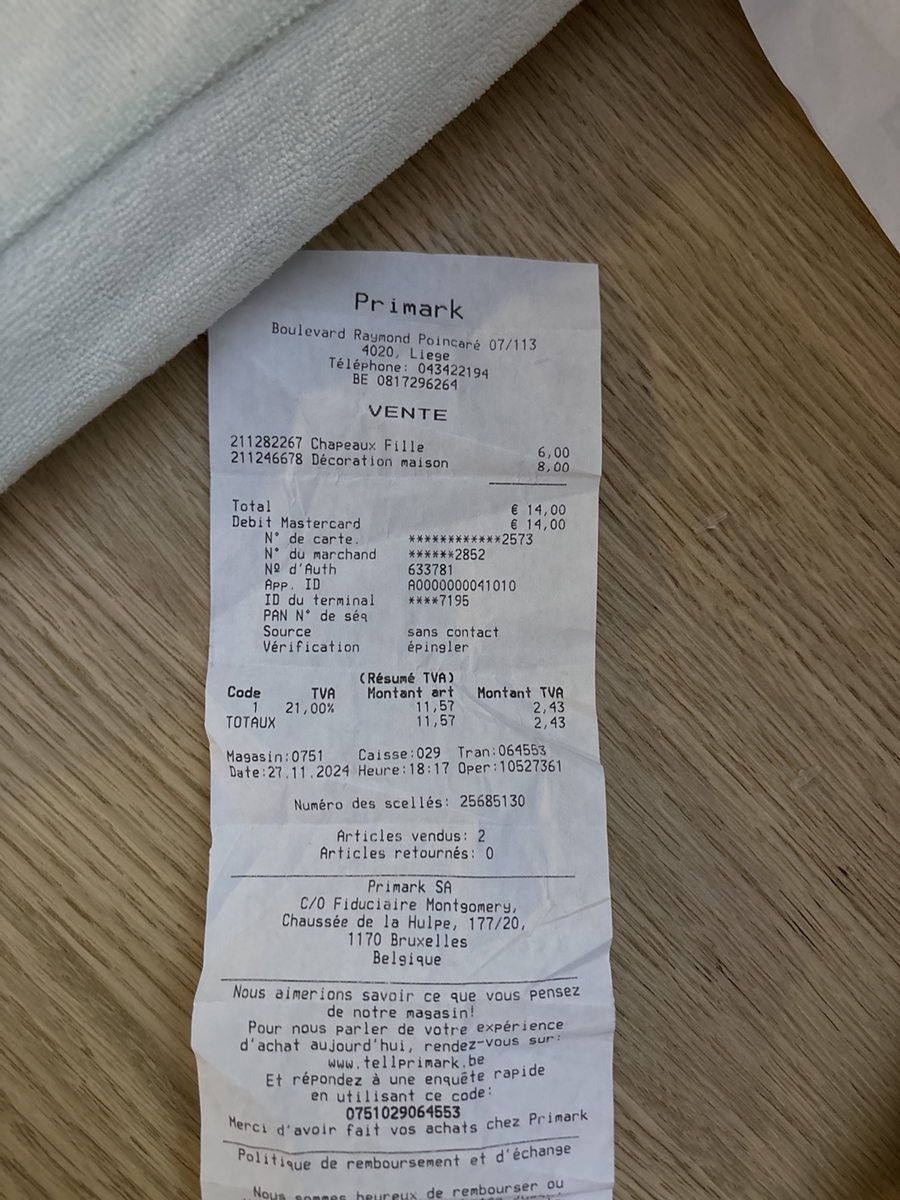 Primark
Boulevard Raymond Poincaré 07/113
4020, Liege
Téléphone: 043422194
BE 0817296264
VENTE
211282267 Chapeaux Fille 6,00
211246678 Décoration maison 8,00
Total € 14,00
Debit Mastercard € 14,00
N° de carte. ************2573
N° du marchand ******2852
Nº d'Auth 633781
App. ID A0000000041010
ID du terminal ****7195
PAN N° de séq
Source sans contact
Vérification épingler
(Résumé TVA)
Code TVA Montant art Montant TVA
1 21,00% 11,57 2,43
TOTAUX 11,57 2,43
Magasin:0751 Caisse:029 Tran:064553
Date:27.11.2024 Heure:18:17 Oper:10527361
Numéro des scellés: 25685130
Articles vendus: 2
Articles retournés: 0
Primark SA
C/O Fiduciaire Montgomery,
Chaussée de la Hulpe, 177/20,
1170 Bruxelles
Belgique
Nous aimerions savoir ce que vous pensez
de notre magasin!
Pour nous parler de votre expérience
d'achat aujourd'hui, rendez-vous sur:
www.tellprimark.be
Et répondez à une enquête rapide
en utilisant ce code:
0751029064553
Merci d'avoir fait vos achats chez Primark
Politique de remboursement et d'échange
Nous sommes heureux de rembourser ou